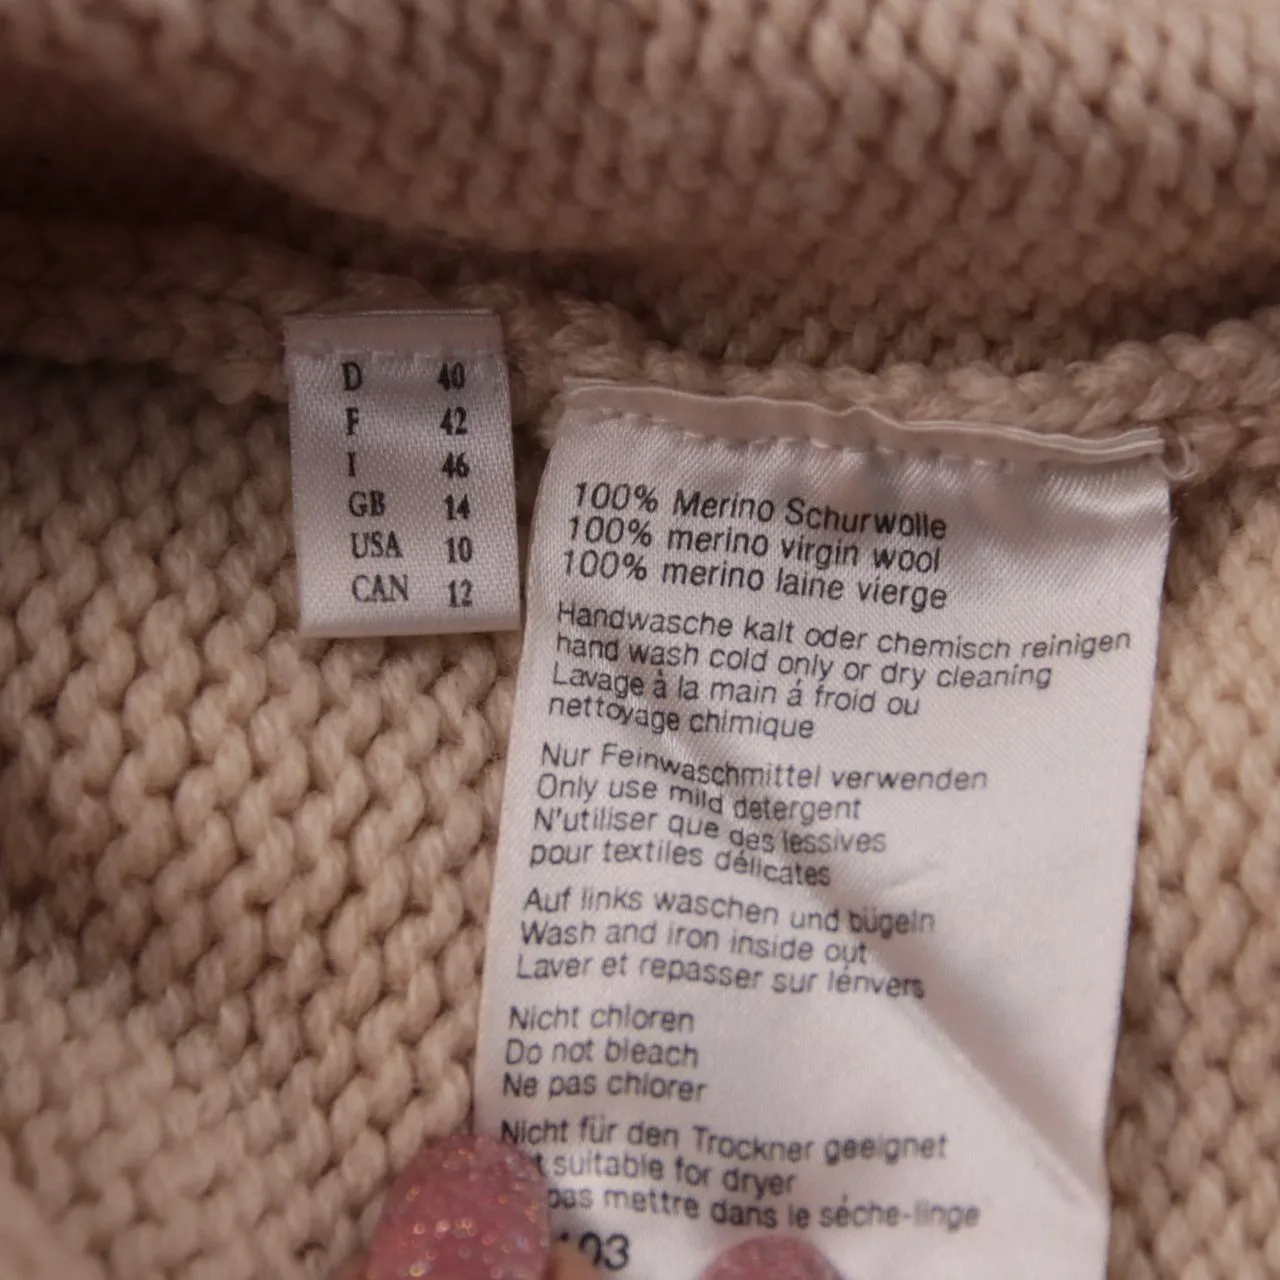 D 40
F 42
I 46
GB 14
USA 10
CAN 12
100% Merino Schurwolle
100% merino virgin wool
100% merino laine vierge
Handwasche kalt oder chemisch reinigen
hand wash cold only or dry cleaning
Lavage à la main á froid ou
nettoyage chimique
Nur Feinwaschmittel verwenden
Only use mild detergent
N'utiliser que des lessives
pour textiles délicates
Auf links waschen und bügeln
Wash and iron inside out
Laver et repasser sur lénvers
Nicht chloren
Do not bleach
Ne pas chlorer
Nicht für den Trockner geeignet
suitable for dryer
pas mettre dans le séche-linge